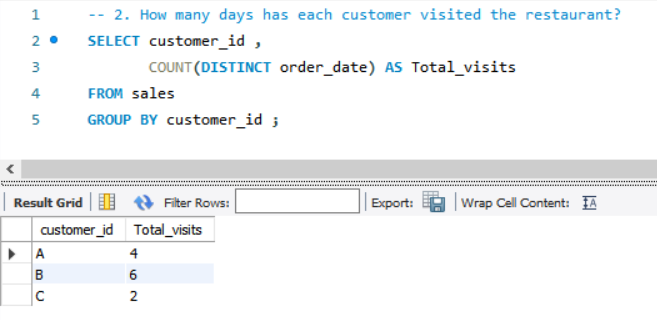 1 -- 2. How many days has each customer visited the restaurant?
2 SELECT customer_id ,
3 COUNT(DISTINCT order_date) AS Total_visits
4 FROM sales
5 GROUP BY customer_id ;
Result Grid Filter Rows: Export: Wrap Cell Content: IA
customer_id Total_visits
A 4
B 6
C 2